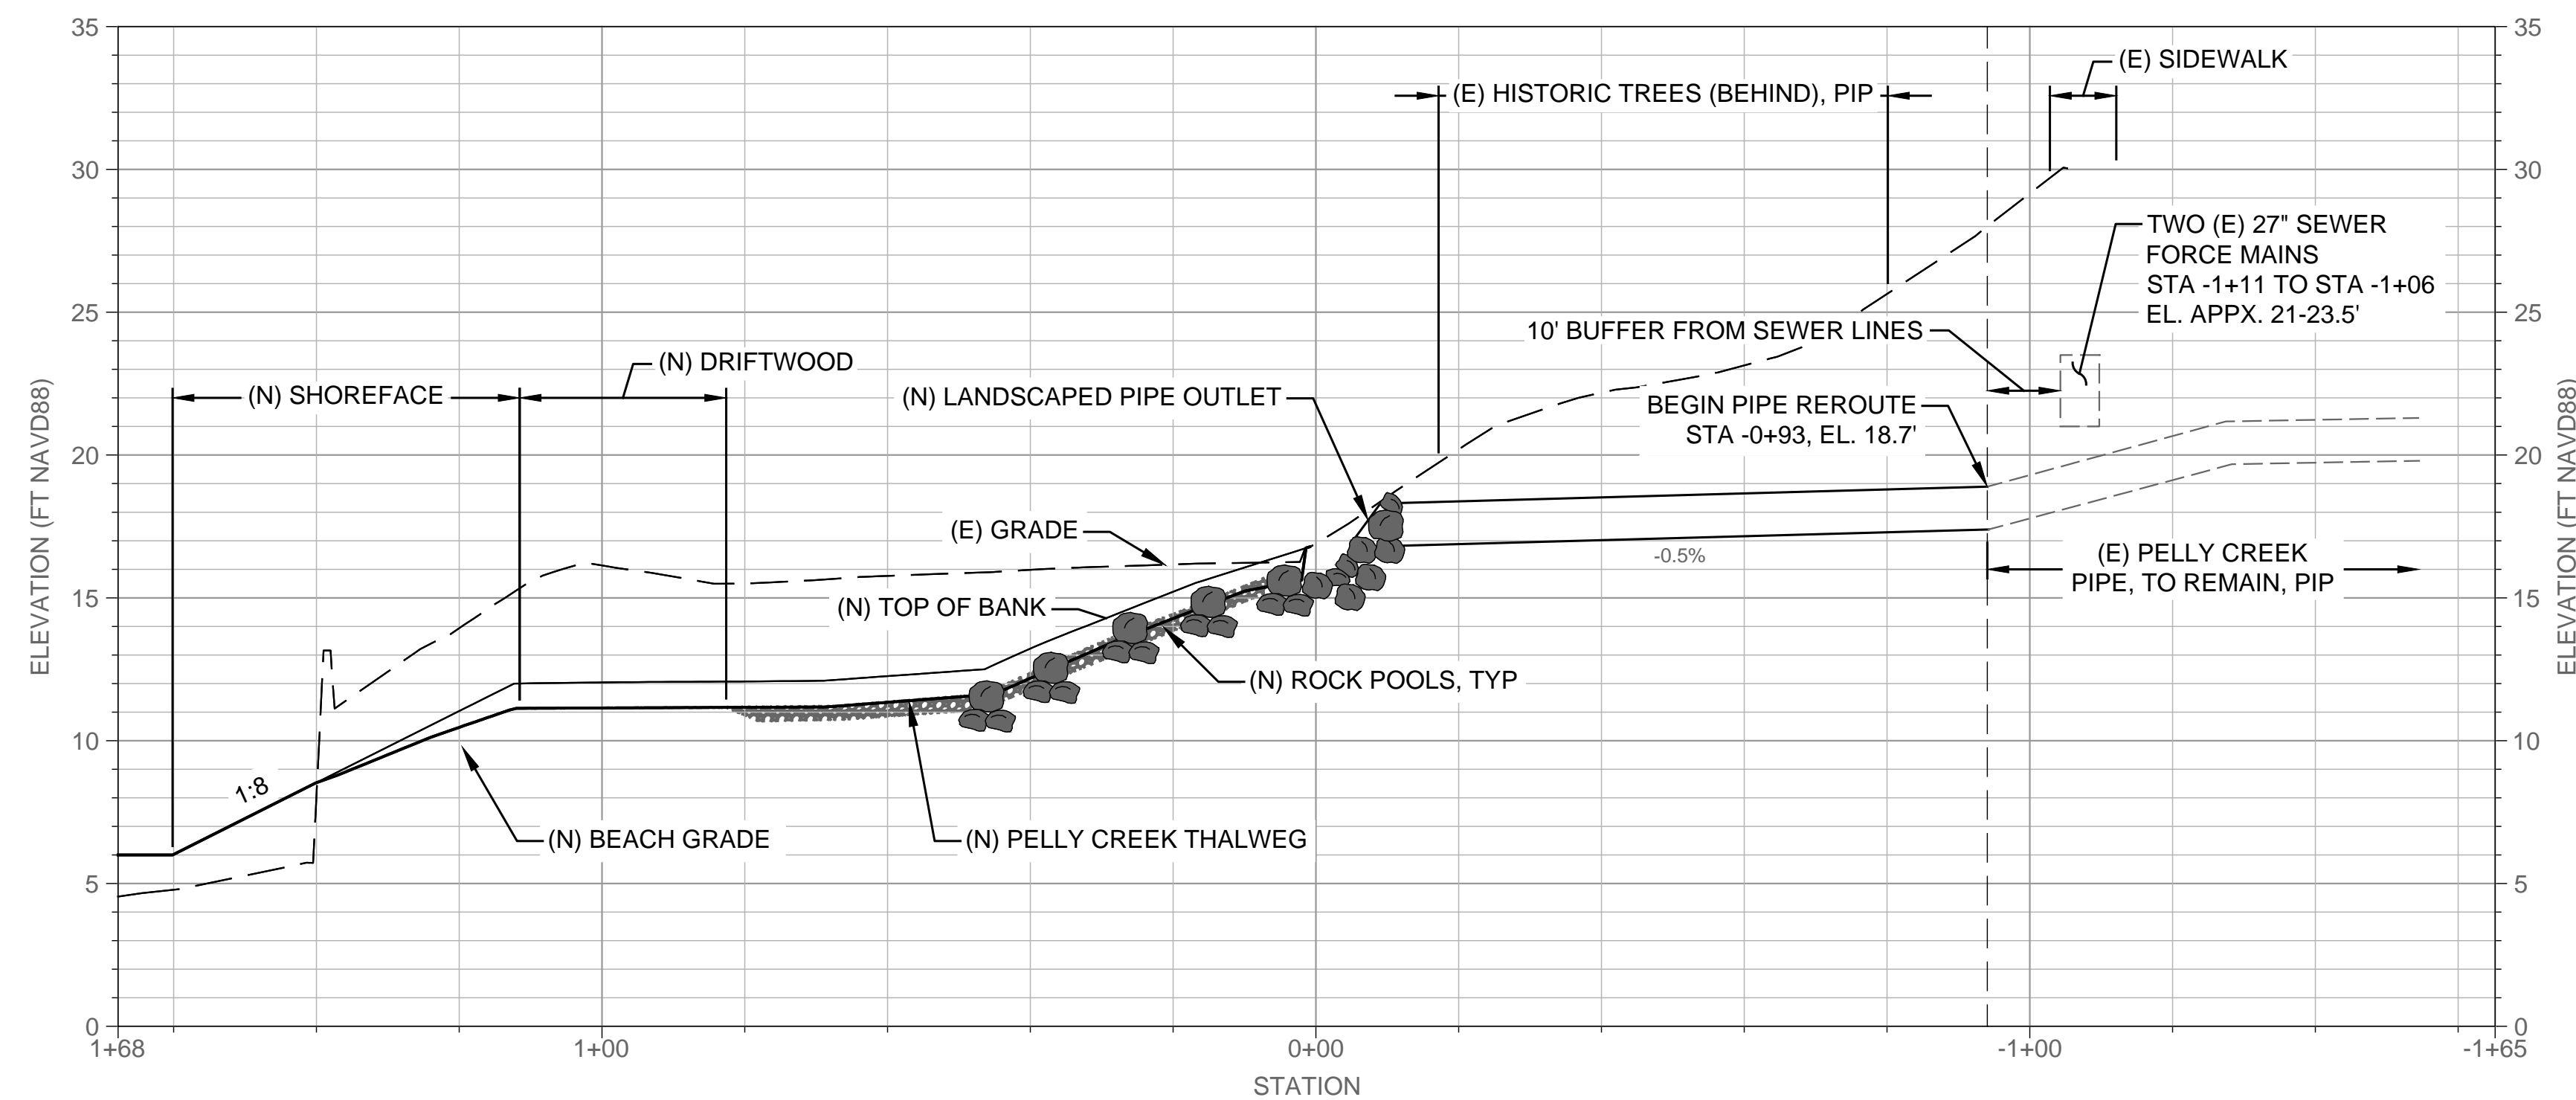 35
35
(E) SIDEWALK
(E) HISTORIC TREES (BEHIND), PIP
30
30
TWO (E) 27" SEWER
FORCE MAINS
STA -1+11 TO STA -1+06
EL. APPX. 21-23.5'
25
25
10' BUFFER FROM SEWER LINES
(N) DRIFTWOOD
(N) SHOREFACE
(N) LANDSCAPED PIPE OUTLET
BEGIN PIPE REROUTE
STA -0+93, EL. 18.7'
20
20
ELEVATION (FT NAVD88)
ELEVATION (FT NAVD88)
(E) GRADE
-0.5%
(E) PELLY CREEK
PIPE, TO REMAIN, PIP
15
15
(N) TOP OF BANK
(N) ROCK POOLS, TYP
10
10
1:8
(N) BEACH GRADE
(N) PELLY CREEK THALWEG
5
5
0
0
1+68
1+00
0+00
-1+00
-1+65
STATION